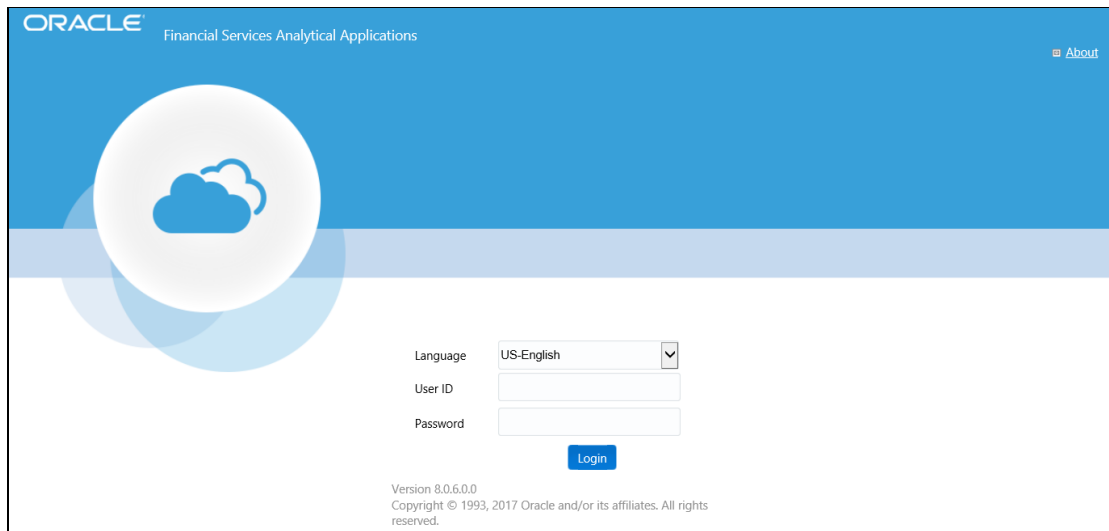 ORACLE
Financial Services Analytical Applications
About
Language US-English
User ID
Password
Login
Version 8.0.6.0.0
Copyright © 1993, 2017 Oracle and/or its affiliates. All rights
reserved.